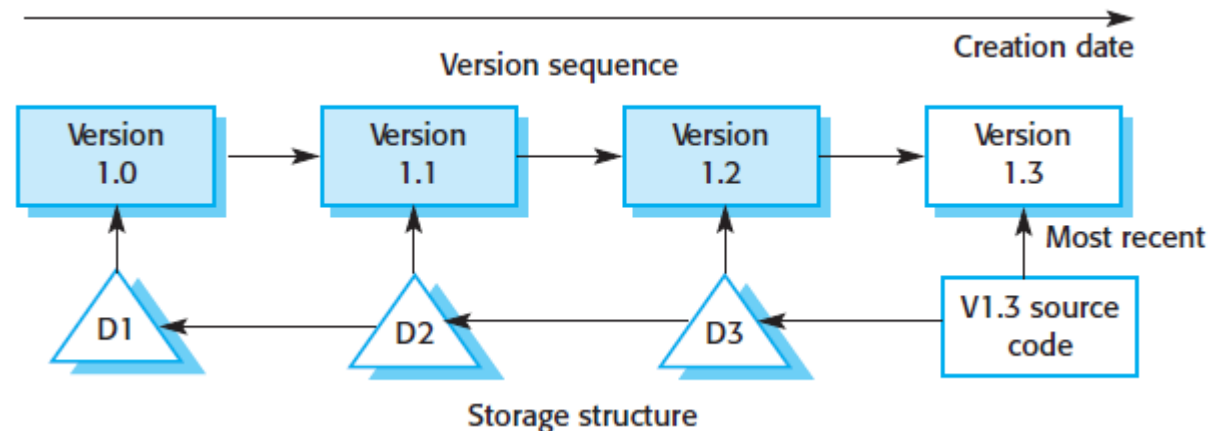 Creation date
Version sequence
Version
1.0
Version
1.1
Version
1.2
Version
1.3
Most recent
D1
D2
D3
V1.3 source
code
Storage structure